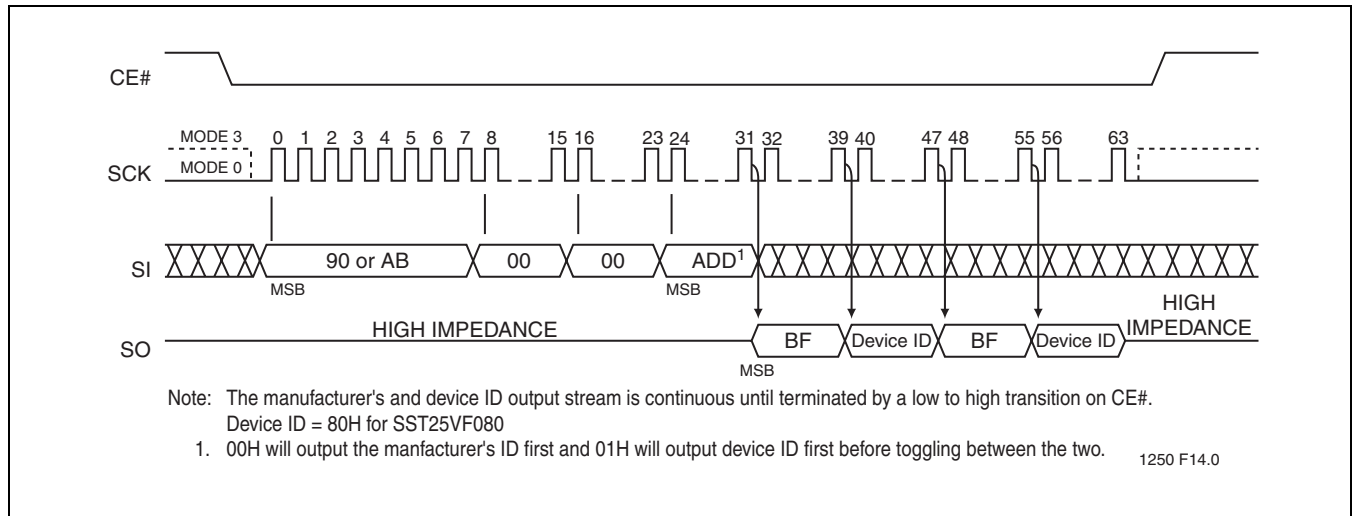 CE#
MODE 3
MODE 0
SCK
0 1 2 3 4 5 6 7 8 15 16 23 24 31 32 39 40 47 48 55 56 63
SI
90 or AB 00 00 ADD1
MSB MSB
SO
HIGH IMPEDANCE
BF Device ID BF Device ID
HIGH
IMPEDANCE
MSB
Note: The manufacturer's and device ID output stream is continuous until terminated by a low to high transition on CE#.
Device ID = 80H for SST25VF080
1. 00H will output the manfacturer's ID first and 01H will output device ID first before toggling between the two.
1250 F14.0